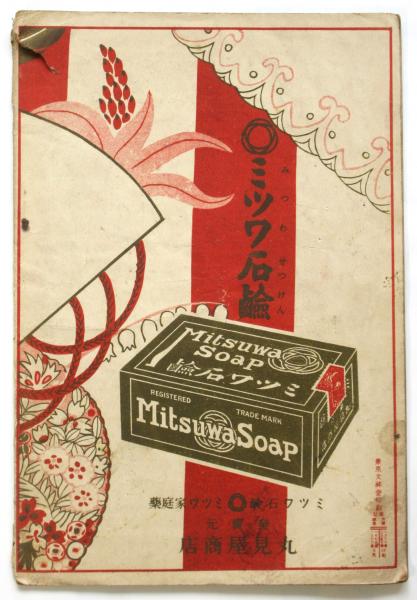 ミツワ石鹸
みつわせつけん
Mitsuwa
Soap
鹸石ワツミ
REGISTERED
TRADE MARK
Mitsuwa Soap
藥庭家ワツミ 鹸石ワツミ
元賣發
店商屋見丸